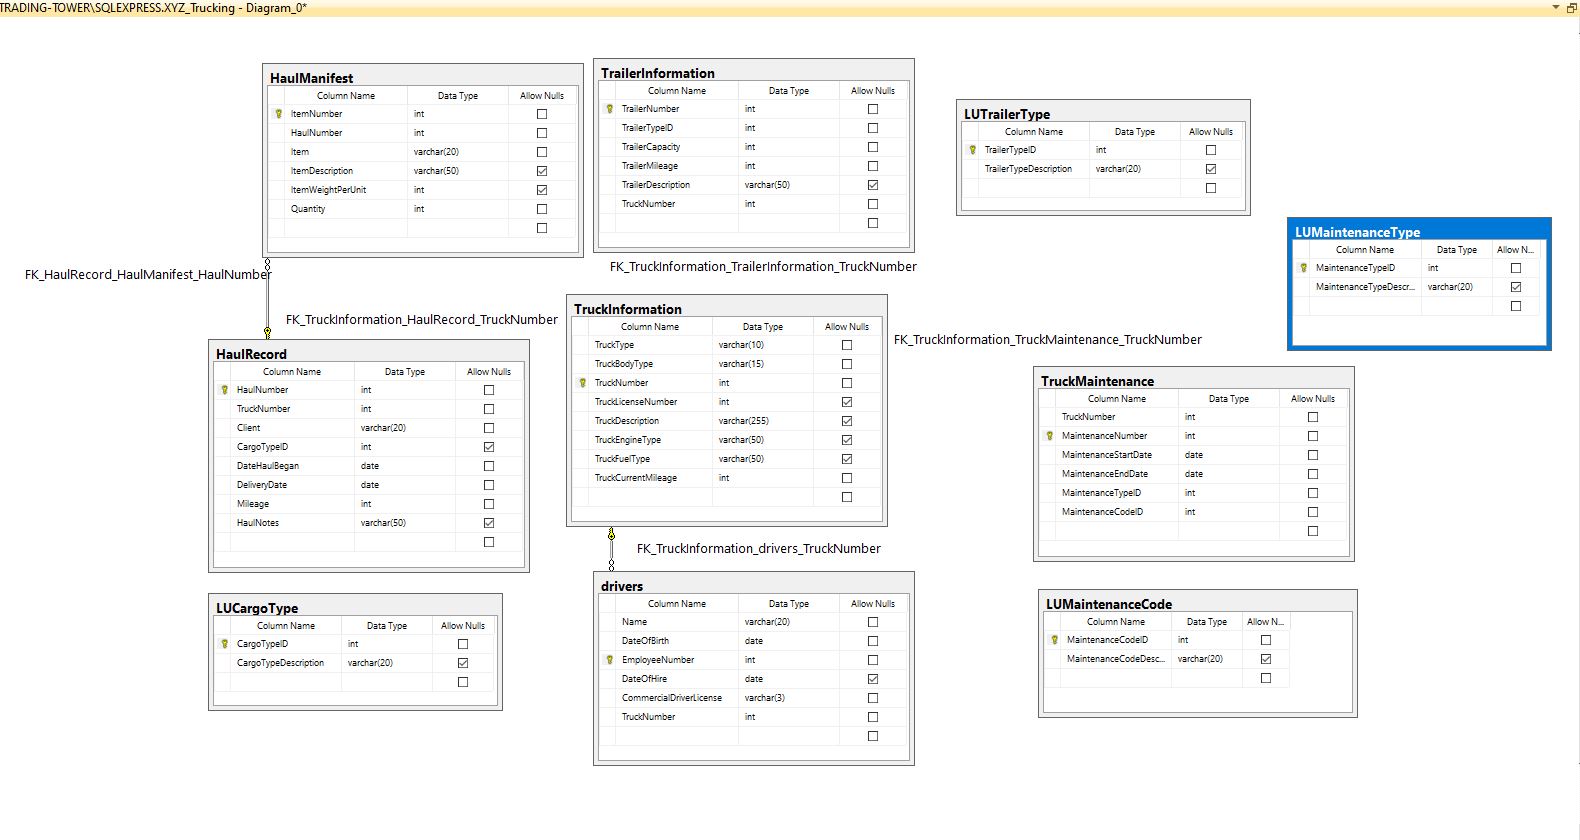 TRADING-TOWER\SQLEXPRESS.XYZ_Trucking - Diagram_0*
HaulManifest
Column Name Data Type Allow Nulls
ItemNumber int
HaulNumber int
Item varchar(20)
ItemDescription varchar(50)
ItemWeightPerUnit int
Quantity int
TrailerInformation
Column Name Data Type Allow Nulls
TrailerNumber int
TrailerTypeID int
TrailerCapacity int
TrailerMileage int
TrailerDescription varchar(50)
TruckNumber int
LUTrailerType
Column Name Data Type Allow Nulls
TrailerTypeID int
TrailerTypeDescription varchar(20)
LUMaintenanceType
Column Name Data Type Allow N...
MaintenanceTypeID int
MaintenanceTypeDescr... varchar(20)
FK_HaulRecord_HaulManifest_HaulNumber
FK_TruckInformation_TrailerInformation_TruckNumber
FK_TruckInformation_HaulRecord_TruckNumber
FK_TruckInformation_TruckMaintenance_TruckNumber
HaulRecord
Column Name Data Type Allow Nulls
HaulNumber int
TruckNumber int
Client varchar(20)
CargoTypeID int
DateHaulBegan date
DeliveryDate date
Mileage int
HaulNotes varchar(50)
TruckInformation
Column Name Data Type Allow Nulls
TruckType varchar(10)
TruckBodyType varchar(15)
TruckNumber int
TruckLicenseNumber int
TruckDescription varchar(255)
TruckEngineType varchar(50)
TruckFuelType varchar(50)
TruckCurrentMileage int
TruckMaintenance
Column Name Data Type Allow Nulls
TruckNumber int
MaintenanceNumber int
MaintenanceStartDate date
MaintenanceEndDate date
MaintenanceTypeID int
MaintenanceCodeID int
FK_TruckInformation_drivers_TruckNumber
LUCargoType
Column Name Data Type Allow Nulls
CargoTypeID int
CargoTypeDescription varchar(20)
drivers
Column Name Data Type Allow Nulls
Name varchar(20)
DateOfBirth date
EmployeeNumber int
DateOfHire date
CommercialDriverLicense varchar(3)
TruckNumber int
LUMaintenanceCode
Column Name Data Type Allow N...
MaintenanceCodeID int
MaintenanceCodeDesc... varchar(20)